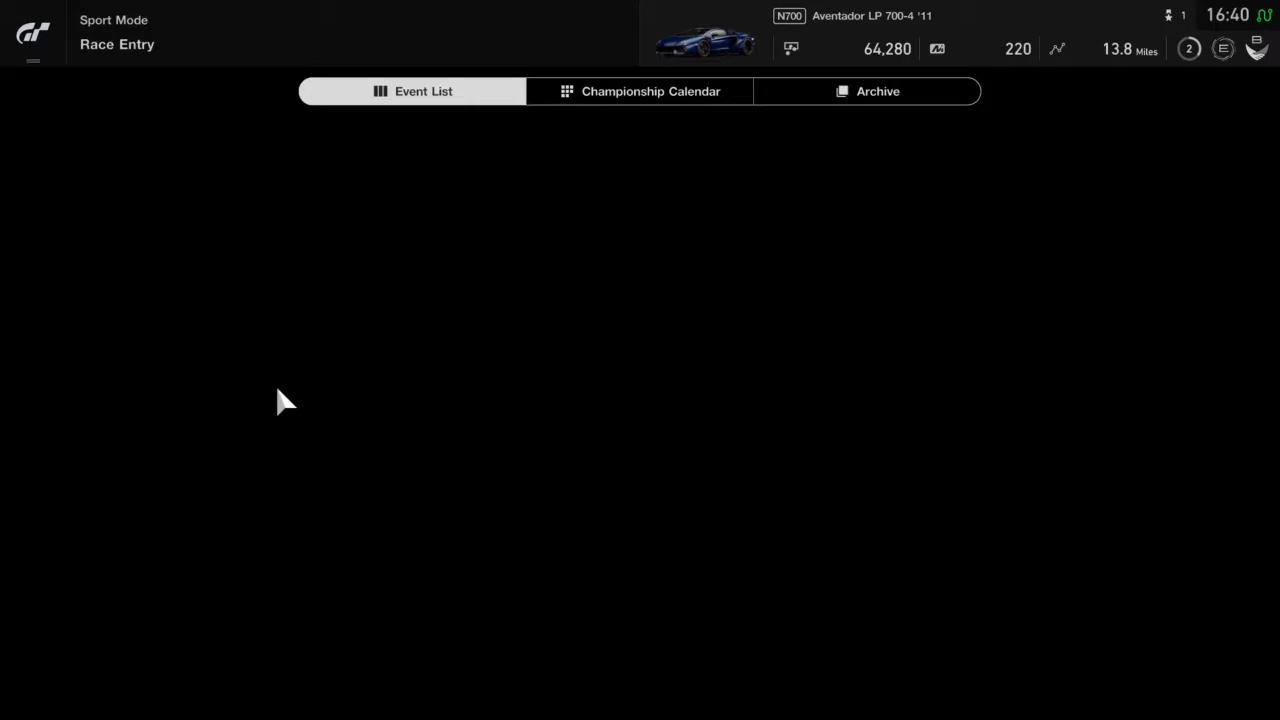 Sport Mode
Race Entry
N700 Aventador LP 700-4 '11
64,280 220 13.8 Miles
1 16:40
2 E B
Event List Championship Calendar Archive